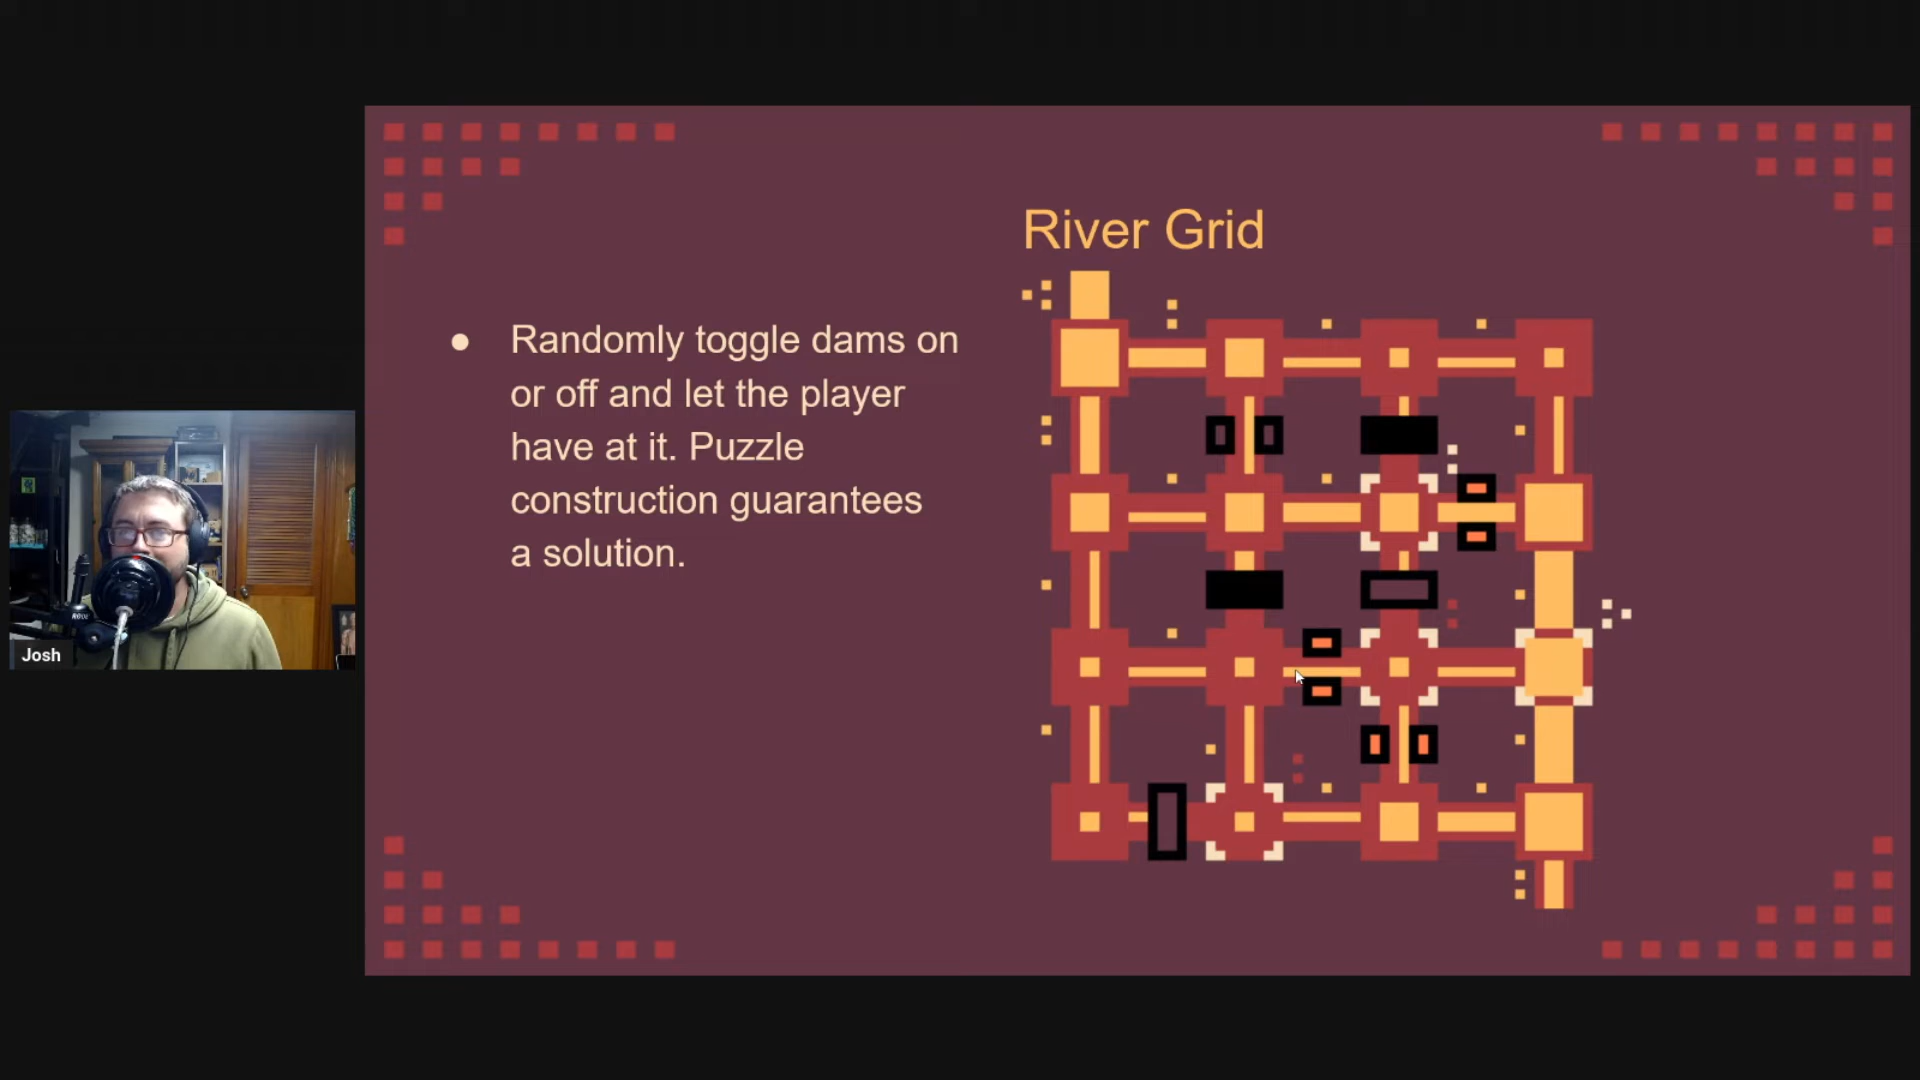 River Grid
● Randomly toggle dams on
or off and let the player
have at it. Puzzle
construction guarantees
a solution.
Josh